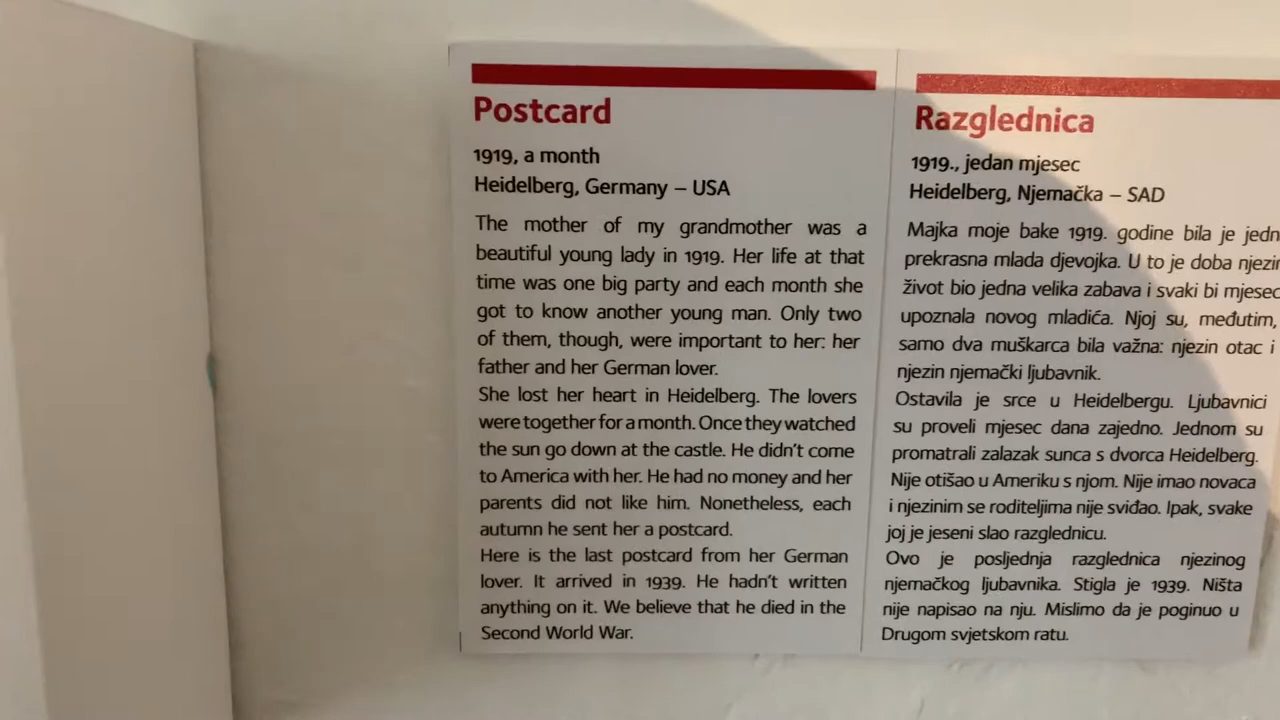 Postcard
1919, a month
Heidelberg, Germany – USA
The mother of my grandmother was a
beautiful young lady in 1919. Her life at that
time was one big party and each month she
got to know another young man. Only two
of them, though, were important to her: her
father and her German lover.
She lost her heart in Heidelberg. The lovers
were together for a month. Once they watched
the sun go down at the castle. He didn't come
to America with her. He had no money and her
parents did not like him. Nonetheless, each
autumn he sent her a postcard.
Here is the last postcard from her German
lover. It arrived in 1939. He hadn't written
anything on it. We believe that he died in the
Second World War.
Razglednica
1919., jedan mjesec
Heidelberg, Njemačka – SAD
Majka moje bake 1919. godine bila je
prekrasna mlada djevojka. U to je doba
život bio jedna velika zabava i svaki bi mjesec
upoznala novog mladića. Njoj su, međutim,
samo dva muškarca bila važna: njezin otac i
njezin njemački ljubavnik.
Ostavila je srce u Heidelbergu. Ljubavnici
su proveli mjesec dana zajedno. Jednom su
promatrali zalazak sunca s dvorca Heidelberg.
Nije otišao u Ameriku s njom. Nije imao novaca
i njezinim se roditeljima nije sviđao. Ipak, svake
joj je jeseni slao razglednicu.
Ovo je posljednja razglednica njezinog
njemačkog ljubavnika. Stigla je 1939. Ništa
nije napisao na nju. Mislimo da je poginuo u
Drugom svjetskom ratu.